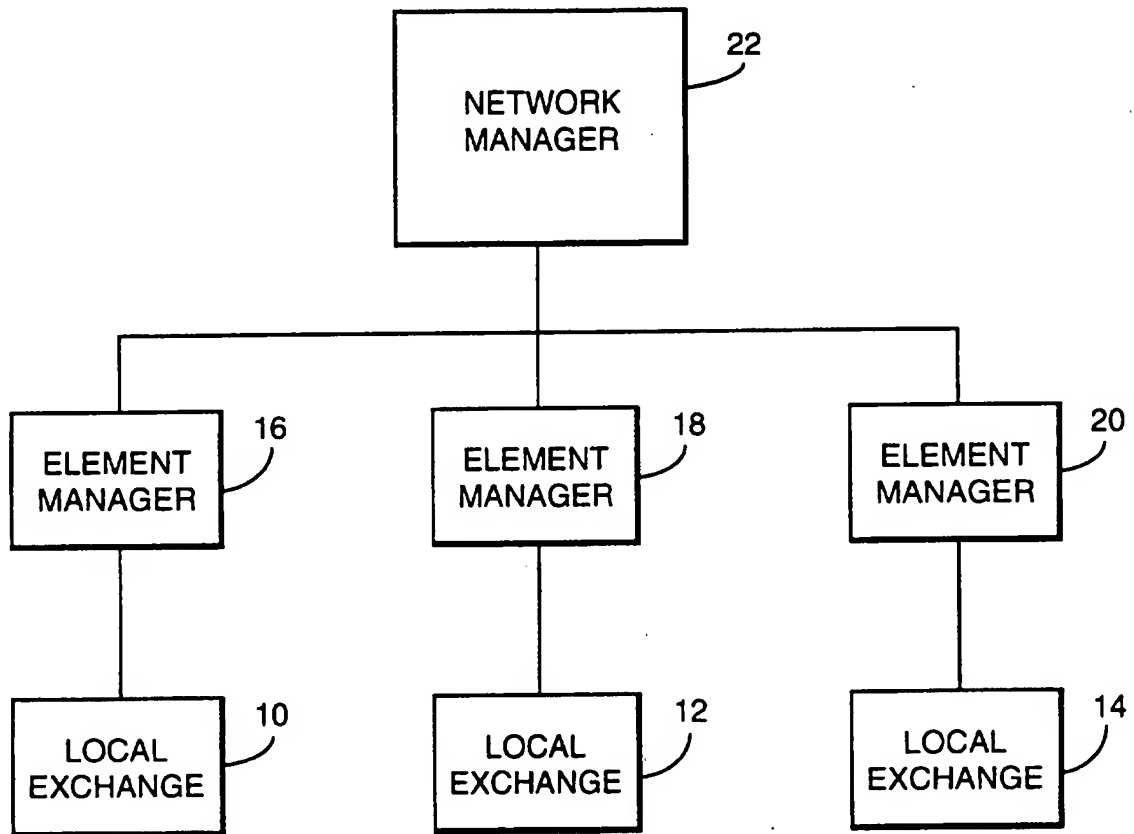 22
NETWORK
MANAGER
16
18
20
ELEMENT
MANAGER
ELEMENT
MANAGER
ELEMENT
MANAGER
10
12
14
LOCAL
EXCHANGE
LOCAL
EXCHANGE
LOCAL
EXCHANGE